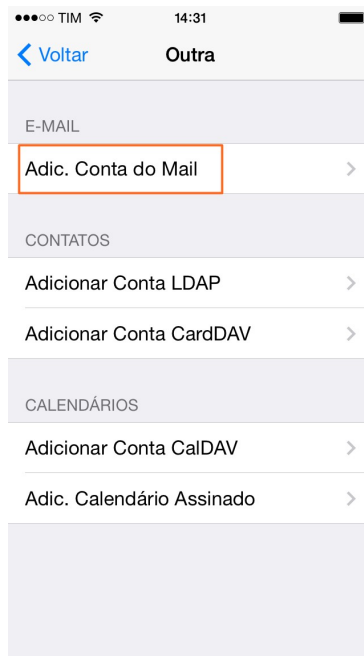 TIM 14:31
Voltar Outra
E-MAIL
Adic. Conta do Mail
CONTATOS
Adicionar Conta LDAP
Adicionar Conta CardDAV
CALENDÁRIOS
Adicionar Conta CalDAV
Adic. Calendário Assinado